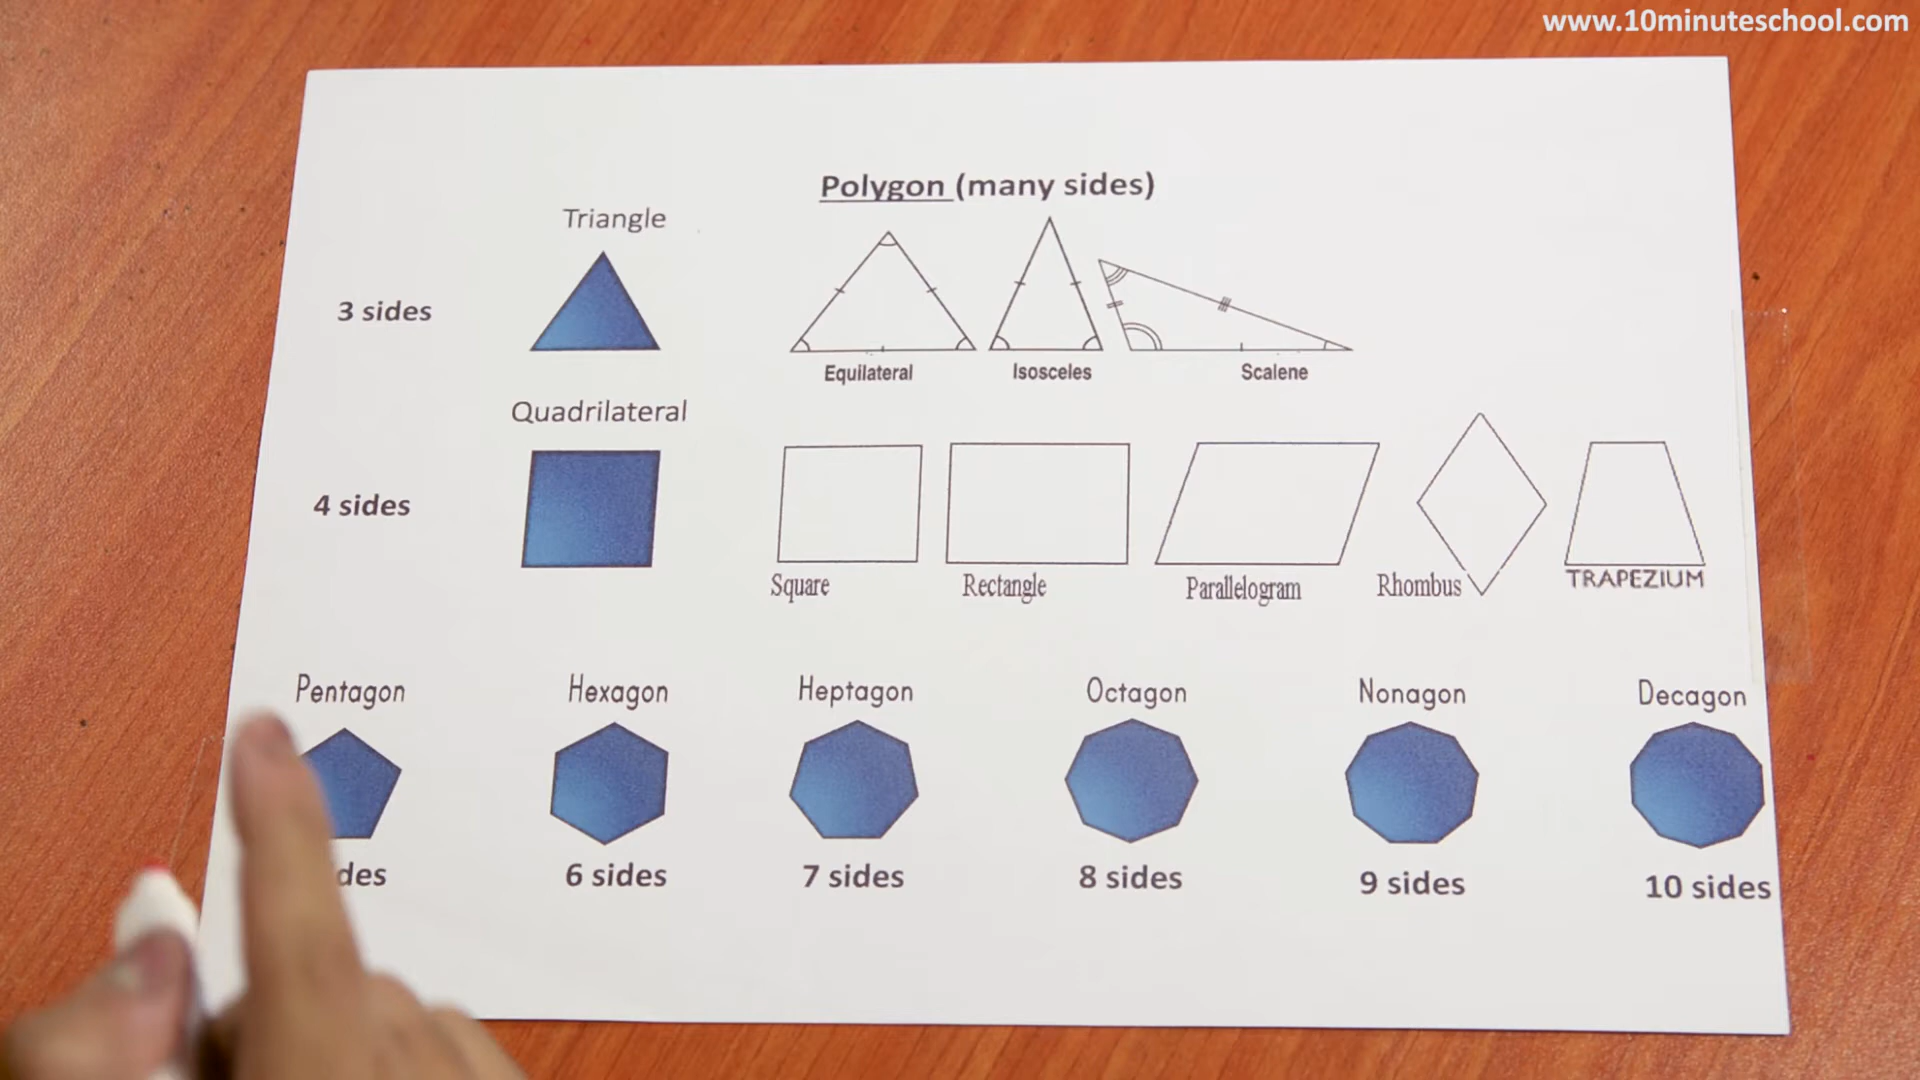 www.10minuteschool.com
Polygon (many sides)
Triangle
3 sides
Equilateral
Isosceles
Scalene
Quadrilateral
4 sides
Square
Rectangle
Parallelogram
Rhombus
TRAPEZIUM
Pentagon
Hexagon
Heptagon
Octagon
Nonagon
Decagon
6 sides
7 sides
8 sides
9 sides
10 sides